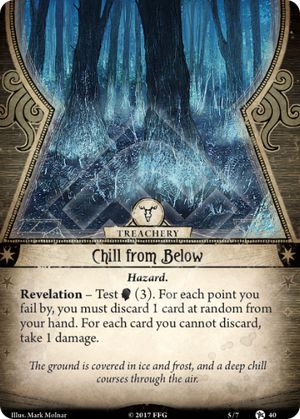 TREACHERY
Chill from Below
Hazard.
Revelation – Test (3). For each point you
fail by, you must discard 1 card at random from
your hand. For each card you cannot discard,
take 1 damage.
The ground is covered in ice and frost, and a deep chill
courses through the air.
Illus. Mark Molnar
© 2017 FFG
5/7
40